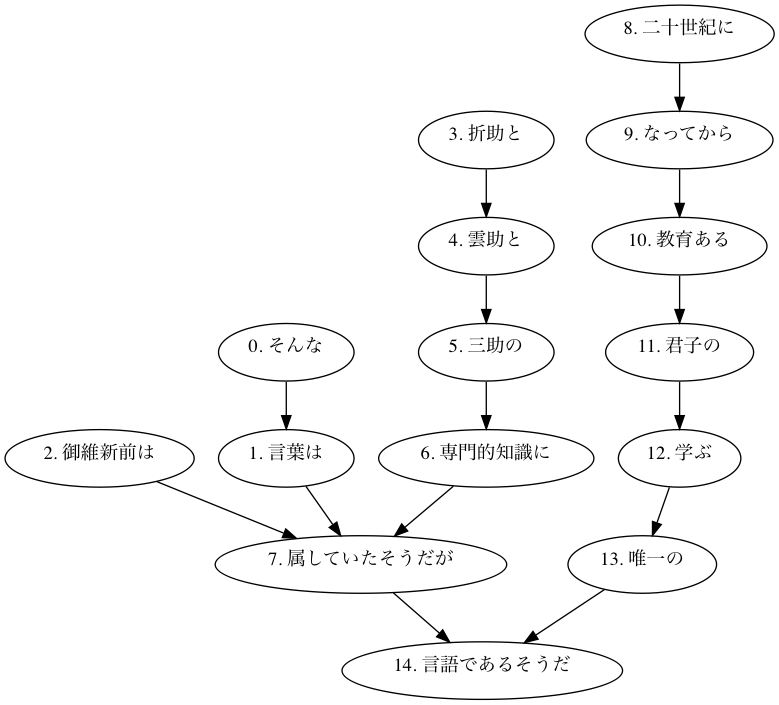 8. 二十世紀に
3. 折助と
9. なってから
4. 雲助と
10. 教育ある
0. そんな
5. 三助の
11. 君子の
2. 御維新前は
1. 言葉は
6. 専門的知識に
12. 学ぶ
7. 属していたそうだが
13. 唯一の
14. 言語であるそうだ